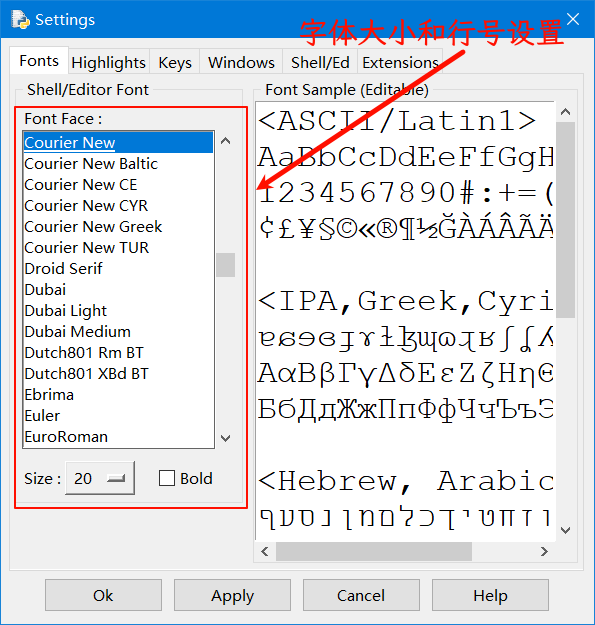 Settings
字体大小和行号设置
Fonts Highlights Keys Windows Shell/Ed Extensions
Shell/Editor Font
Font Face :
Courier New
Courier New Baltic
Courier New CE
Courier New CYR
Courier New Greek
Courier New TUR
Droid Serif
Dubai
Dubai Light
Dubai Medium
Dutch801 Rm BT
Dutch801 XBd BT
Ebrima
Euler
EuroRoman
Size : 20 Bold
Font Sample (Editable)
<ASCII/Latin1>
AaBbCcDdEeFfGgH
1234567890#:+=(
¢£¥§©«®¶½ĞÀÁÂÃÄ
<IPA,Greek,Cyri
ΑαΒβΓγΔδΕεΖζΗηΘ
БбДдЖжПпФфЧчЪъЭ
<Hebrew, Arabic
Ok Apply Cancel Help